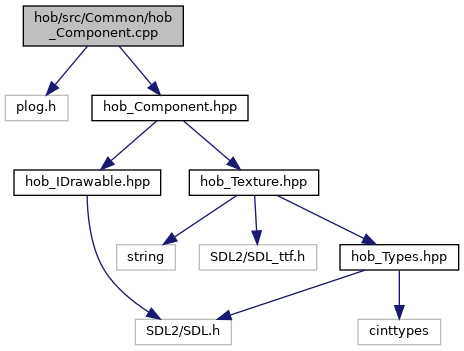 hob/src/Common/hob
_Component.cpp
plog.h
hob_Component.hpp
hob_IDrawable.hpp
hob_Texture.hpp
string
SDL2/SDL_ttf.h
hob_Types.hpp
SDL2/SDL.h
cinttypes